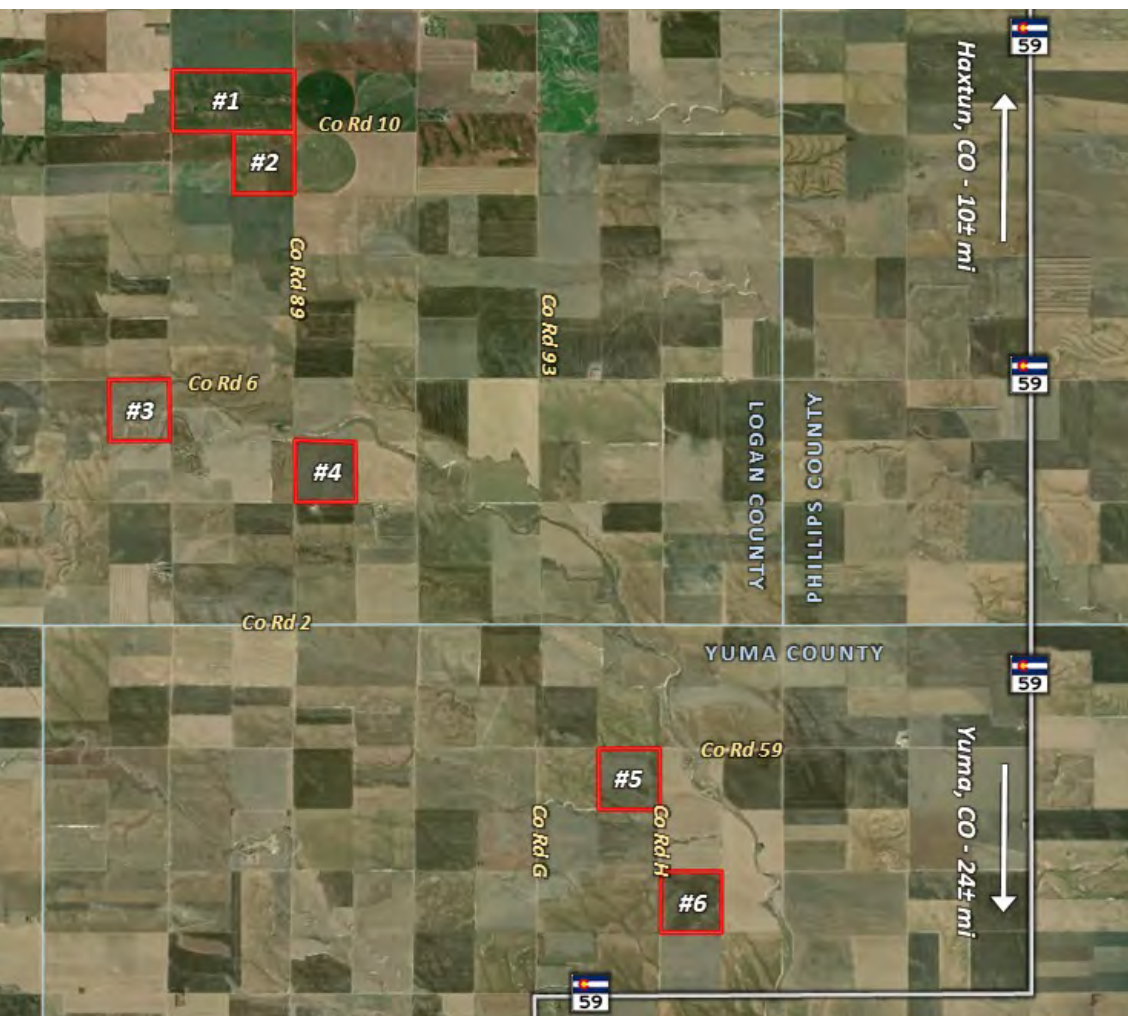 59
#1
Co Rd 10
#2
Haxtun, CO - 10± mi
Co Rd 89
Co Rd 93
59
Co Rd 6
#3
LOGAN COUNTY
PHILLIPS COUNTY
#4
Co Rd 2
YUMA COUNTY
59
Co Rd 59
#5
Yuma, CO - 24± mi
Co Rd G
Co Rd H
#6
59